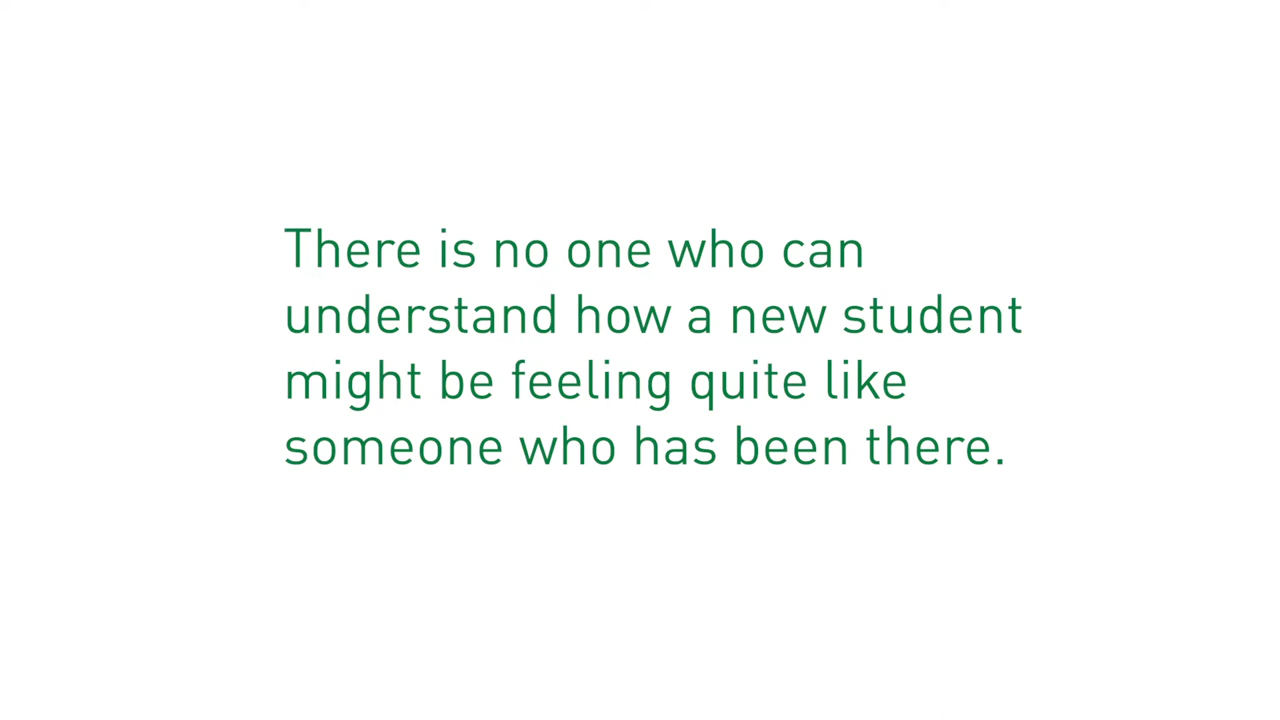 There is no one who can
understand how a new student
might be feeling quite like
someone who has been there.